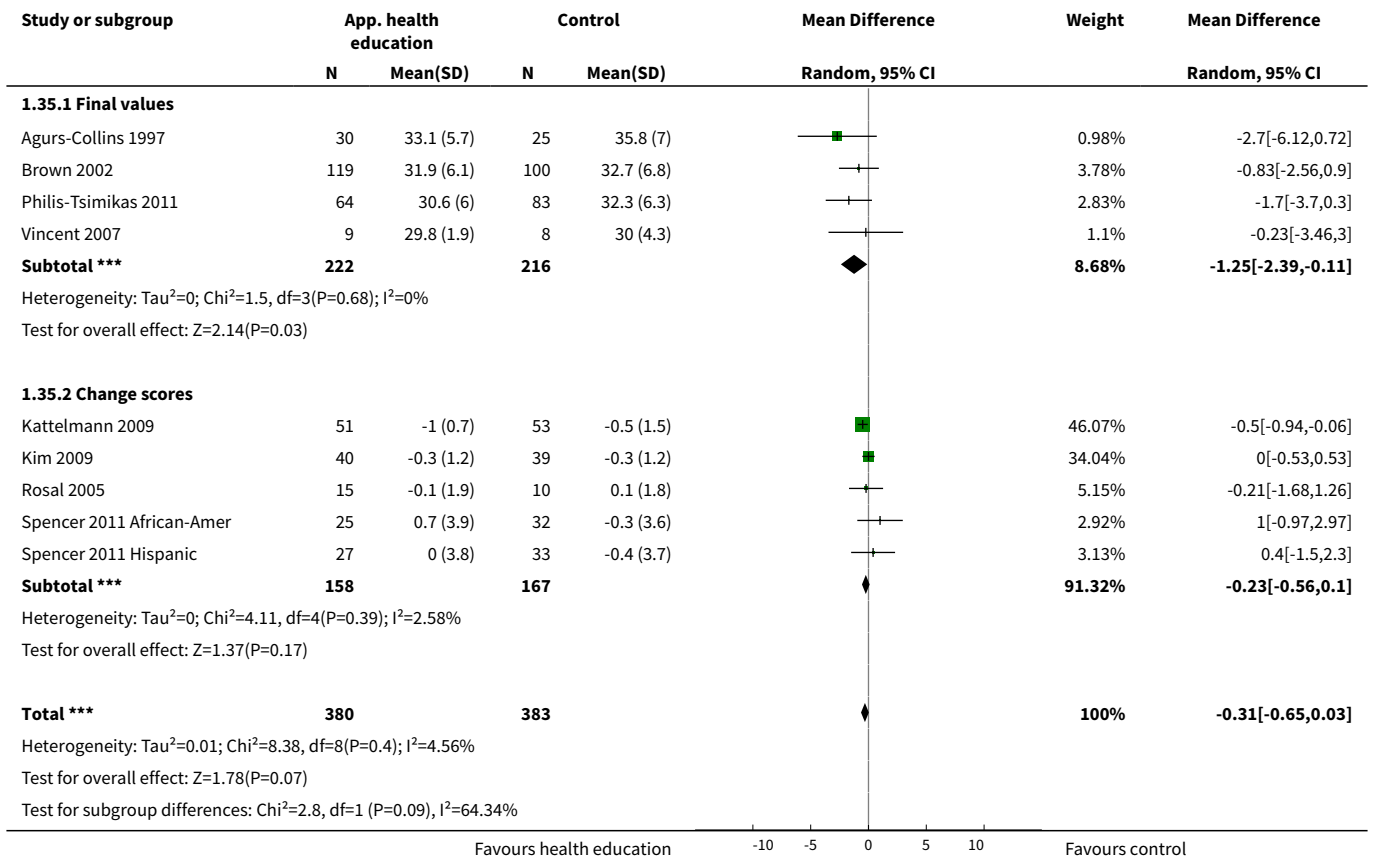 Study or subgroup App. health education Control Mean Difference Weight Mean Difference
N Mean(SD) N Mean(SD) Random, 95% CI Random, 95% CI
1.35.1 Final values
Agurs-Collins 1997 30 33.1 (5.7) 25 35.8 (7) 0.98% -2.7[-6.12,0.72]
Brown 2002 119 31.9 (6.1) 100 32.7 (6.8) 3.78% -0.83[-2.56,0.9]
Philis-Tsimikas 2011 64 30.6 (6) 83 32.3 (6.3) 2.83% -1.7[-3.7,0.3]
Vincent 2007 9 29.8 (1.9) 8 30 (4.3) 1.1% -0.23[-3.46,3]
Subtotal *** 222 216 8.68% -1.25[-2.39,-0.11]
Heterogeneity: Tau²=0; Chi²=1.5, df=3(P=0.68); I²=0%
Test for overall effect: Z=2.14(P=0.03)
1.35.2 Change scores
Kattelmann 2009 51 -1 (0.7) 53 -0.5 (1.5) 46.07% -0.5[-0.94,-0.06]
Kim 2009 40 -0.3 (1.2) 39 -0.3 (1.2) 34.04% 0[-0.53,0.53]
Rosal 2005 15 -0.1 (1.9) 10 0.1 (1.8) 5.15% -0.21[-1.68,1.26]
Spencer 2011 African-Amer 25 0.7 (3.9) 32 -0.3 (3.6) 2.92% 1[-0.97,2.97]
Spencer 2011 Hispanic 27 0 (3.8) 33 -0.4 (3.7) 3.13% 0.4[-1.5,2.3]
Subtotal *** 158 167 91.32% -0.23[-0.56,0.1]
Heterogeneity: Tau²=0; Chi²=4.11, df=4(P=0.39); I²=2.58%
Test for overall effect: Z=1.37(P=0.17)
Total *** 380 383 100% -0.31[-0.65,0.03]
Heterogeneity: Tau²=0.01; Chi²=8.38, df=8(P=0.4); I²=4.56%
Test for overall effect: Z=1.78(P=0.07)
Test for subgroup differences: Chi²=2.8, df=1 (P=0.09), I²=64.34%
Favours health education -10 -5 0 5 10 Favours control